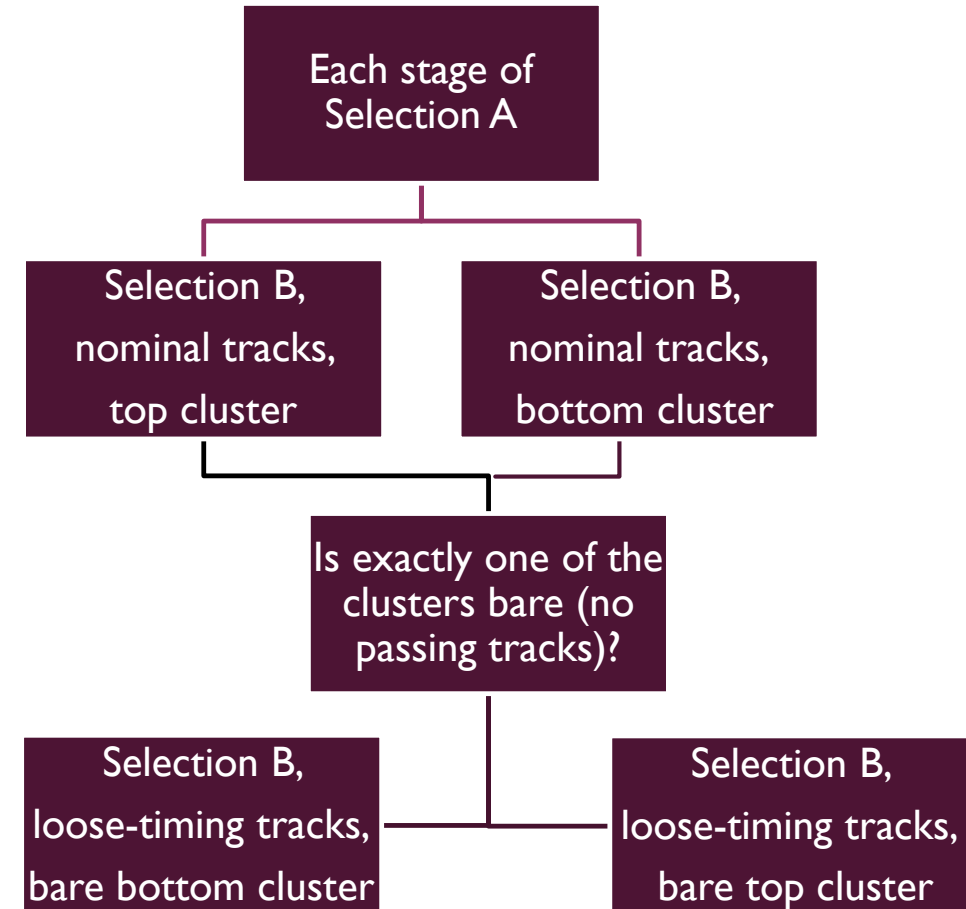 Each stage of
Selection A
Selection B,
nominal tracks,
top cluster
Selection B,
nominal tracks,
bottom cluster
Is exactly one of the
clusters bare (no
passing tracks)?
Selection B,
loose-timing tracks,
bare bottom cluster
Selection B,
loose-timing tracks,
bare top cluster